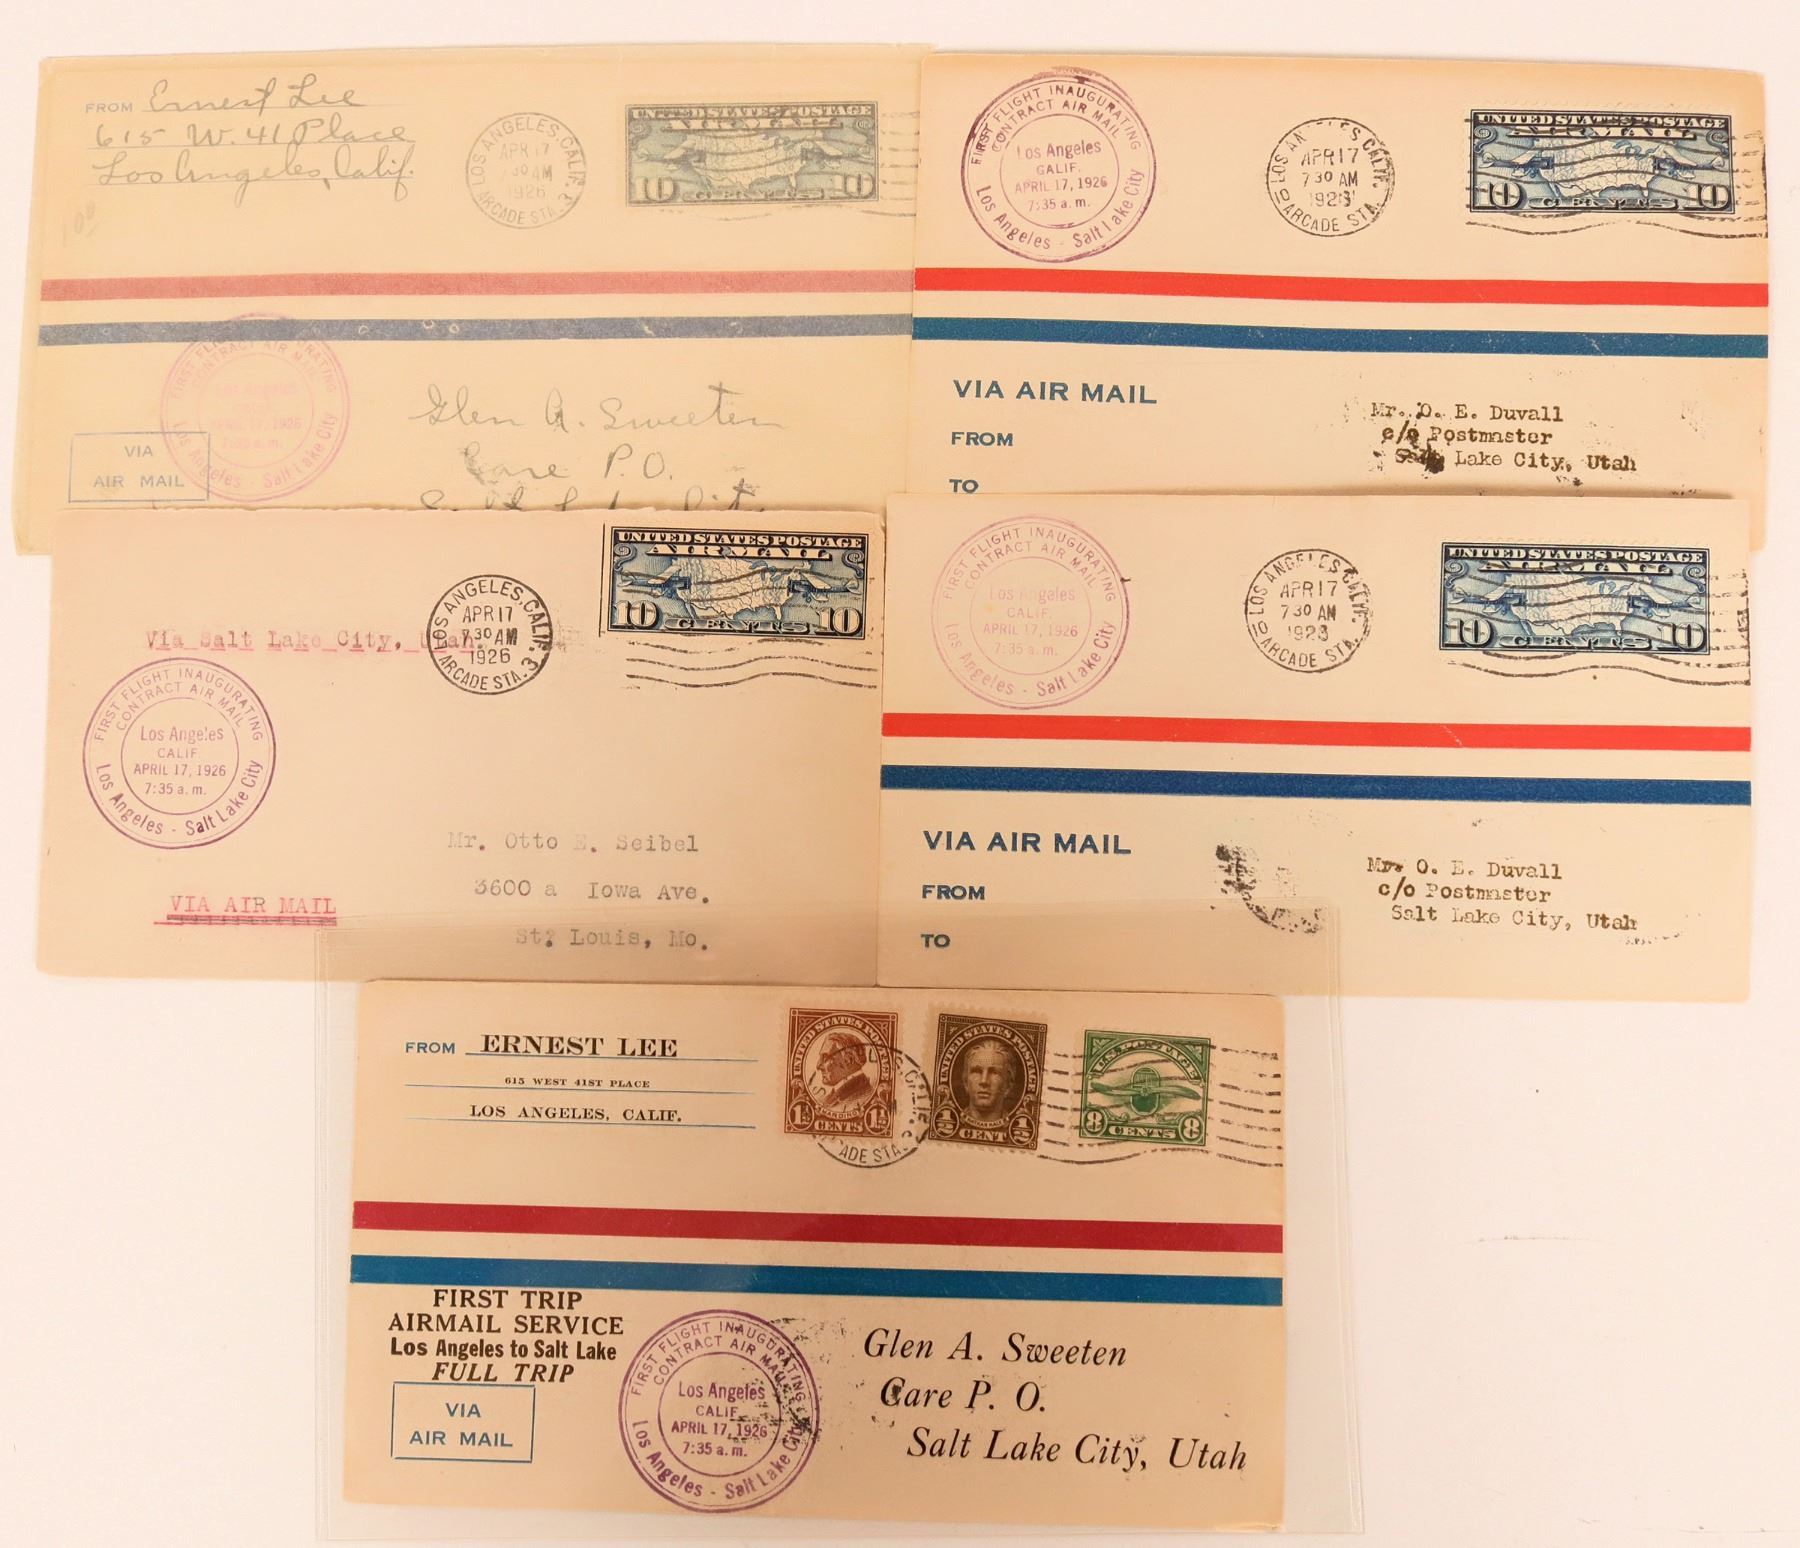 FROM Ernest Lee
615 W. 41 Place
Los Angeles, Calif.
LOS ANGELES, CALIF. 3
APR 17
7 30 AM
1926
ARCADE STA.
UNITED STATES POSTAGE
AIR MAIL
10 CENTS 10
FIRST FLIGHT INAUGURATING
CONTRACT AIR MAIL
Los Angeles
CALIF.
APRIL 17, 1926
7:35 a.m.
Los Angeles - Salt Lake City
VIA
AIR MAIL
Glen A. Sweeten
Care P. O.
Salt Lake City
FIRST FLIGHT INAUGURATING
CONTRACT AIR MAIL
Los Angeles
CALIF.
APRIL 17, 1926
7:35 a.m.
Los Angeles - Salt Lake City
LOS ANGELES, CALIF.
APR 17
7 30 AM
192
ARCADE STA. 10
UNITED STATES POSTAGE
AIR MAIL
10 CENTS 10
VIA AIR MAIL
FROM
TO
Mr. O. E. Duvall
c/o Postmaster
Salt Lake City, Utah
Via Salt Lake City, Utah.
LOS ANGELES, CALIF. 3
APR 17
7 30 AM
1926
ARCADE STA.
UNITED STATES POSTAGE
AIR MAIL
10 CENTS 10
FIRST FLIGHT INAUGURATING
CONTRACT AIR MAIL
Los Angeles
CALIF.
APRIL 17, 1926
7:35 a.m.
Los Angeles - Salt Lake City
VIA AIR MAIL
Mr. Otto E. Seibel
3600 a Iowa Ave.
St? Louis, Mo.
FIRST FLIGHT INAUGURATING
CONTRACT AIR MAIL
Los Angeles
CALIF.
APRIL 17, 1926
7:35 a.m.
Los Angeles - Salt Lake City
LOS ANGELES, CALIF.
APR 17
7 30 AM
192
ARCADE STA. 10
UNITED STATES POSTAGE
AIR MAIL
10 CENTS 10
VIA AIR MAIL
FROM
TO
Mr. O. E. Duvall
c/o Postmaster
Salt Lake City, Utah
FROM ERNEST LEE
615 WEST 41ST PLACE
LOS ANGELES, CALIF.
UNITED STATES POSTAGE
HARDING
1½ CENTS 1½
UNITED STATES POSTAGE
NATHAN HALE
½ CENT ½
U.S. POSTAGE
8 CENTS 8
ADE STA.
FIRST TRIP
AIRMAIL SERVICE
Los Angeles to Salt Lake
FULL TRIP
VIA
AIR MAIL
FIRST FLIGHT INAUGURATING
CONTRACT AIR MAIL
Los Angeles
CALIF.
APRIL 17, 1926
7:35 a.m.
Los Angeles - Salt Lake City
Glen A. Sweeten
Care P. O.
Salt Lake City, Utah